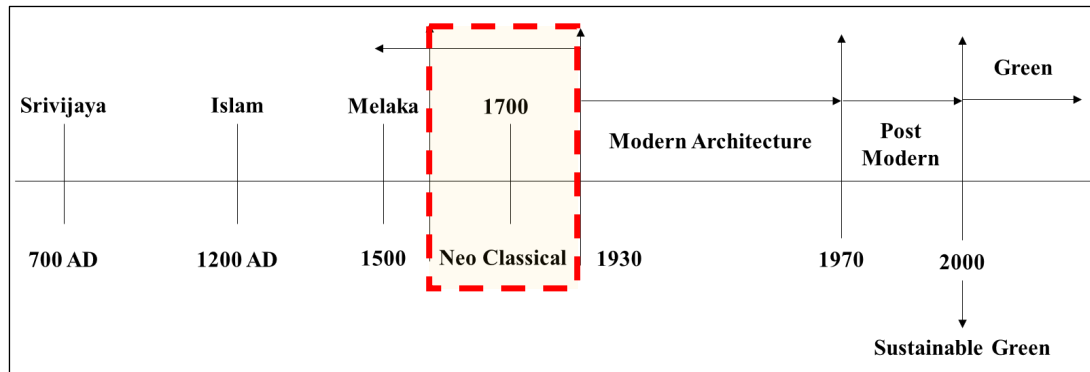 Green
Srivijaya
Islam
Melaka
1700
Modern Architecture
Post
Modern
700 AD
1200 AD
1500
Neo Classical
1930
1970
2000
Sustainable Green